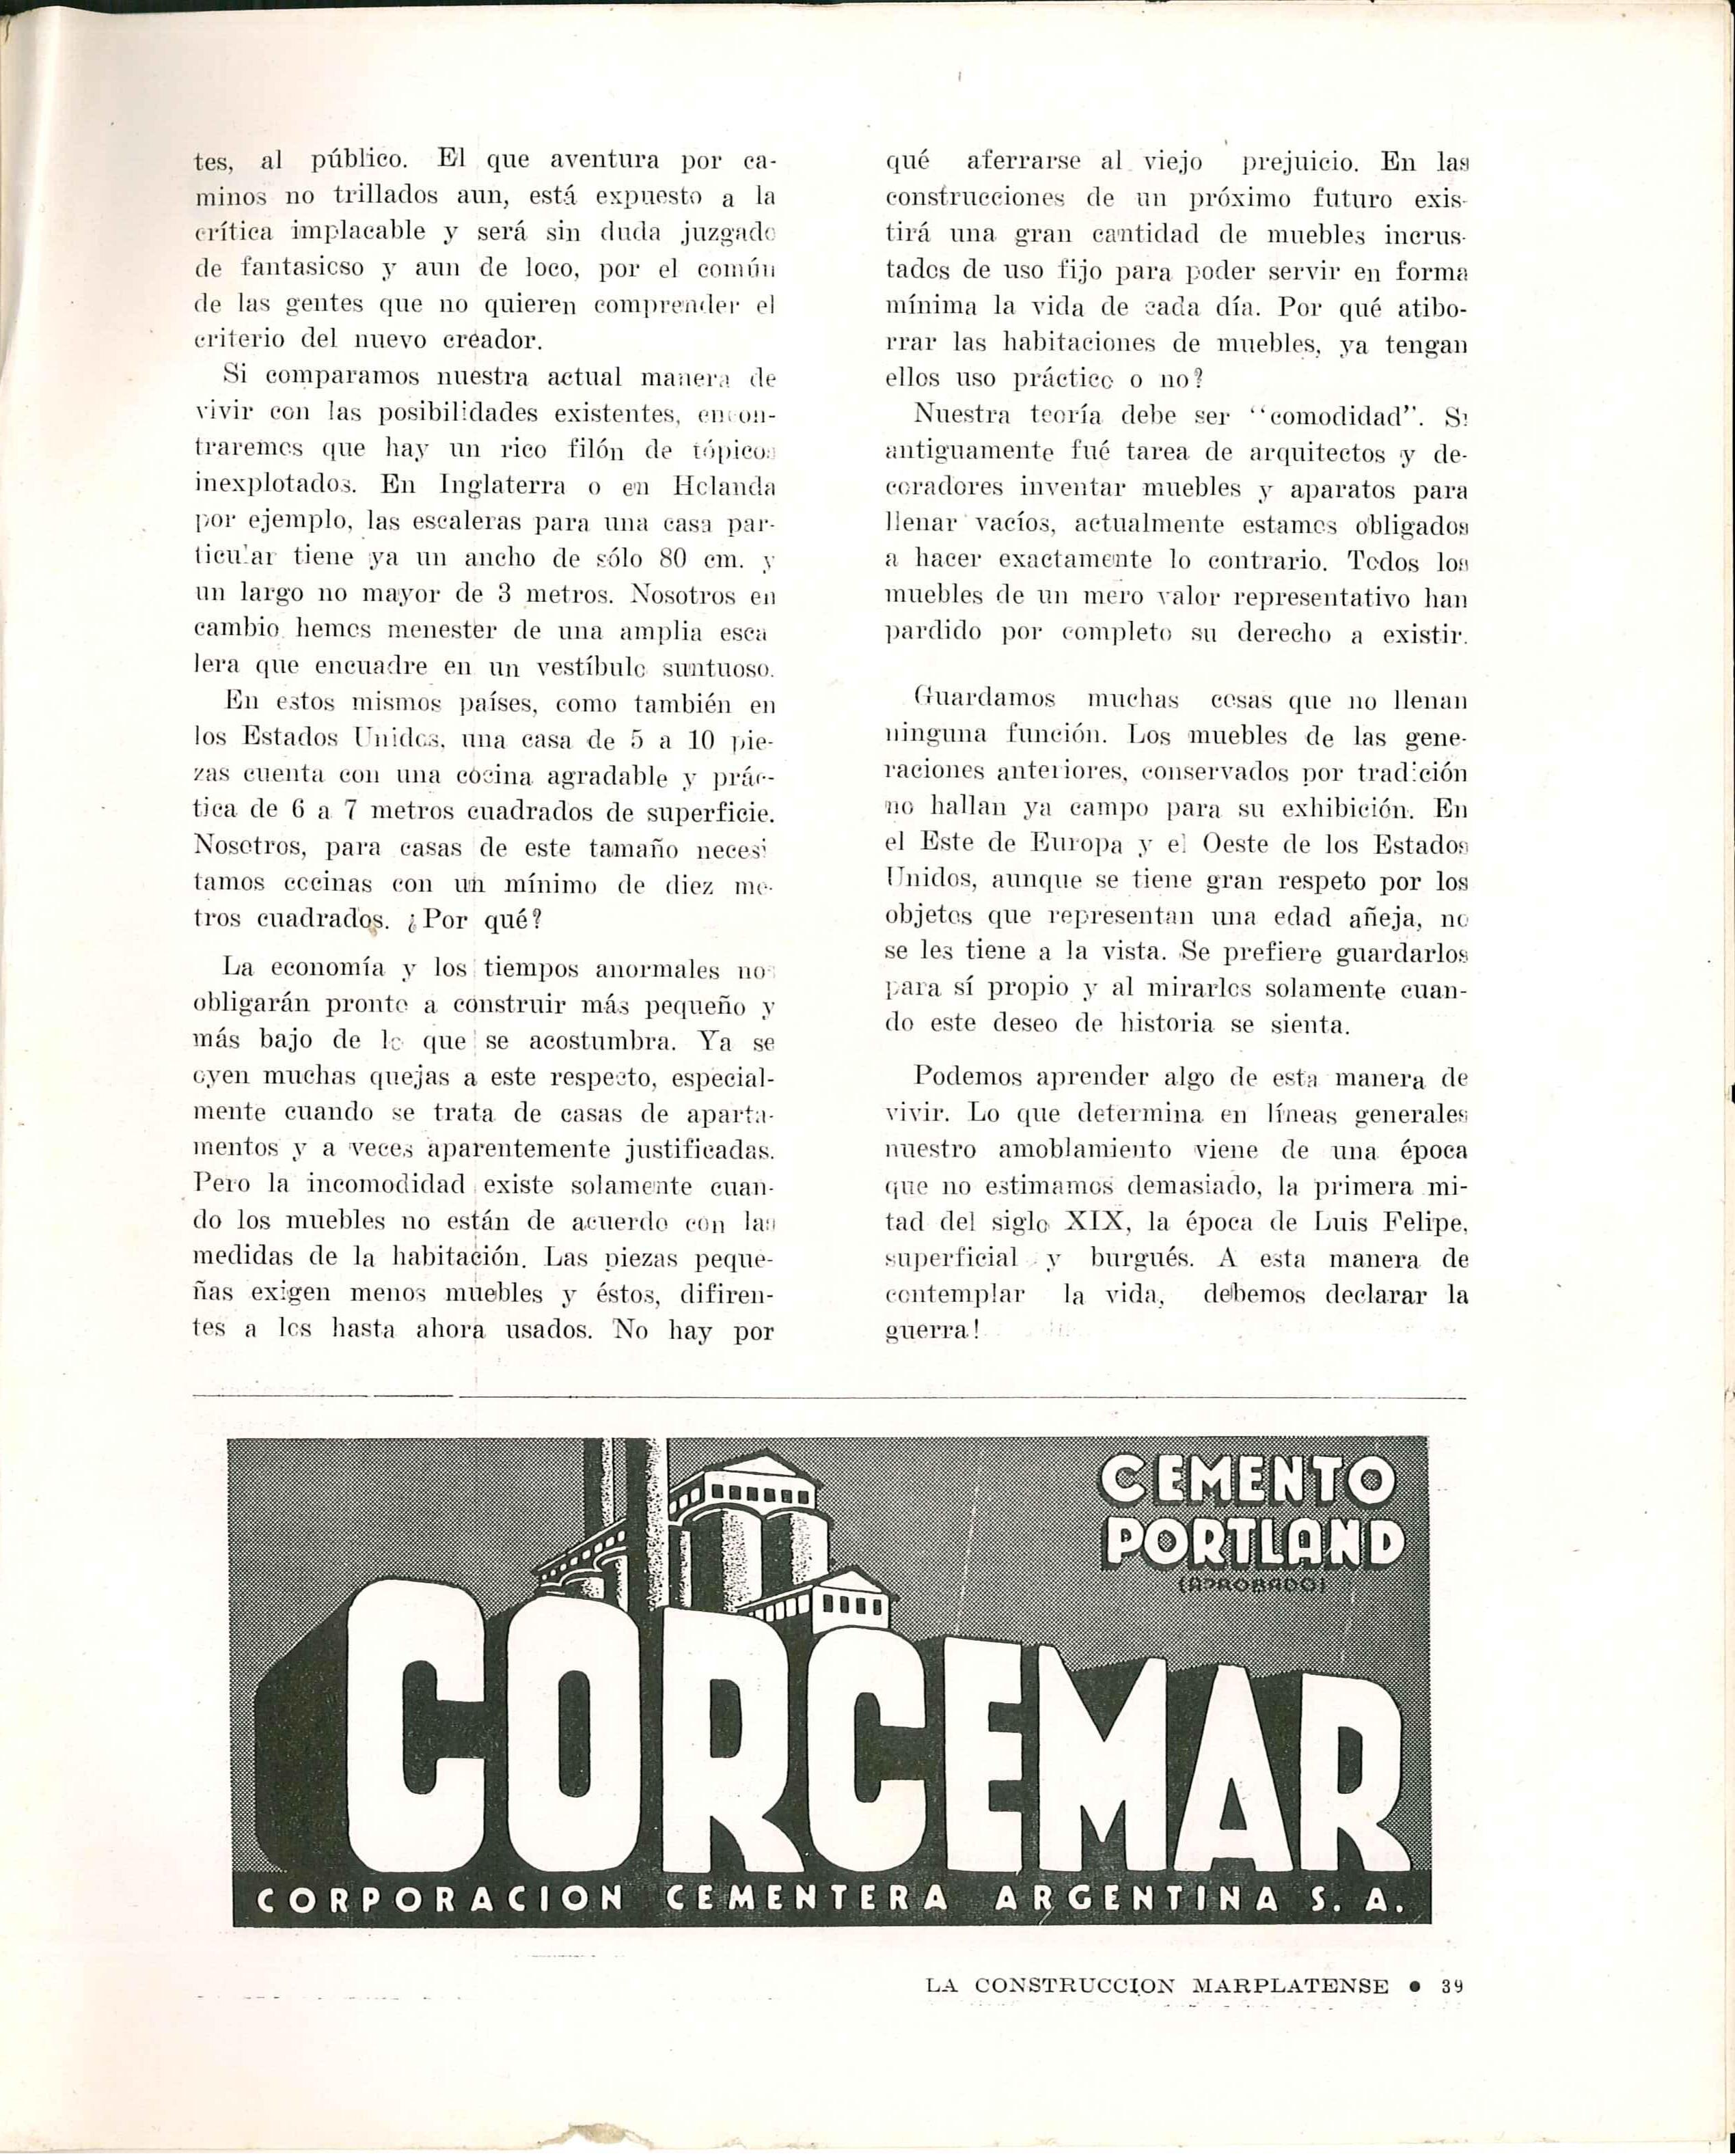 tes, al público. El que aventura por ca-
minos no trillados aun, está expuesto a la
crítica implacable y será sin duda juzgado
de fantasicso y aun de loco, por el común
de las gentes que no quieren comprender el
criterio del nuevo creador.
Si comparamos nuestra actual manera de
vivir con las posibilidades existentes, encon-
traremos que hay un rico filón de tópicos
inexplotados. En Inglaterra o en Holanda
por ejemplo, las escaleras para una casa par-
ticular tiene ya un ancho de sólo 80 cm. y
un largo no mayor de 3 metros. Nosotros en
cambio hemos menester de una amplia esca
lera que encuadre en un vestíbulo suntuoso.
En estos mismos países, como también en
los Estados Unidos, una casa de 5 a 10 pie-
zas cuenta con una cocina agradable y prác-
tica de 6 a 7 metros cuadrados de superficie.
Nosotros, para casas de este tamaño necesi
tamos cocinas con un mínimo de diez me-
tros cuadrados. ¿Por qué?
La economía y los tiempos anormales nos
obligarán pronto a construir más pequeño y
más bajo de lo que se acostumbra. Ya se
oyen muchas quejas a este respecto, especial-
mente cuando se trata de casas de aparta-
mentos y a veces aparentemente justificadas.
Pero la incomodidad existe solamente cuan-
do los muebles no están de acuerdo con las
medidas de la habitación. Las piezas peque-
ñas exigen menos muebles y éstos, difiren-
tes a los hasta ahora usados. No hay por
qué aferrarse al viejo prejuicio. En las
construcciones de un próximo futuro exis-
tirá una gran cantidad de muebles incrus-
tados de uso fijo para poder servir en forma
mínima la vida de cada día. Por qué atibo-
rrar las habitaciones de muebles, ya tengan
ellos uso práctico o no?
Nuestra teoría debe ser "comodidad". Si
antiguamente fué tarea de arquitectos y de-
coradores inventar muebles y aparatos para
llenar vacíos, actualmente estamos obligados
a hacer exactamente lo contrario. Todos los
muebles de un mero valor representativo han
pardido por completo su derecho a existir.
Guardamos muchas cosas que no llenan
ninguna función. Los muebles de las gene-
raciones anteriores, conservados por tradición
no hallan ya campo para su exhibición. En
el Este de Europa y el Oeste de los Estados
Unidos, aunque se tiene gran respeto por los
objetos que representan una edad añeja, no
se les tiene a la vista. Se prefiere guardarlos
para sí propio y al mirarlos solamente cuan-
do este deseo de historia se sienta.
Podemos aprender algo de esta manera de
vivir. Lo que determina en líneas generales
nuestro amoblamiento viene de una época
que no estimamos demasiado, la primera mi-
tad del siglo XIX, la época de Luis Felipe,
superficial y burgués. A esta manera de
contemplar la vida, debemos declarar la
guerra!
CEMENTO
PORTLAND
(APROBADO)
CORCEMAR
CORPORACION CEMENTERA ARGENTINA S. A.
LA CONSTRUCCION MARPLATENSE • 39